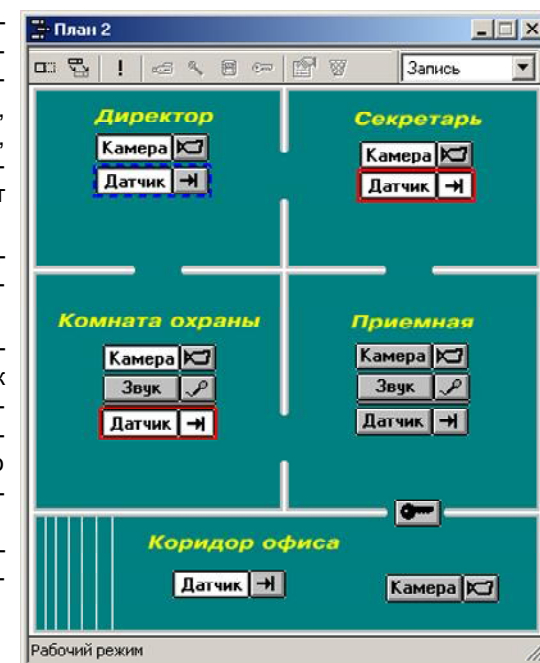 План 2
Запись
Директор
Камера
Датчик
Секретарь
Камера
Датчик
Комната охраны
Камера
Звук
Датчик
Приемная
Камера
Звук
Датчик
Коридор офиса
Датчик
Камера
Рабочий режим